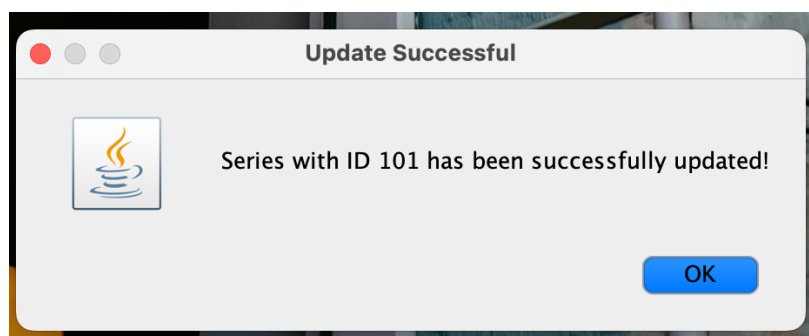 Update Successful
Series with ID 101 has been successfully updated!
OK